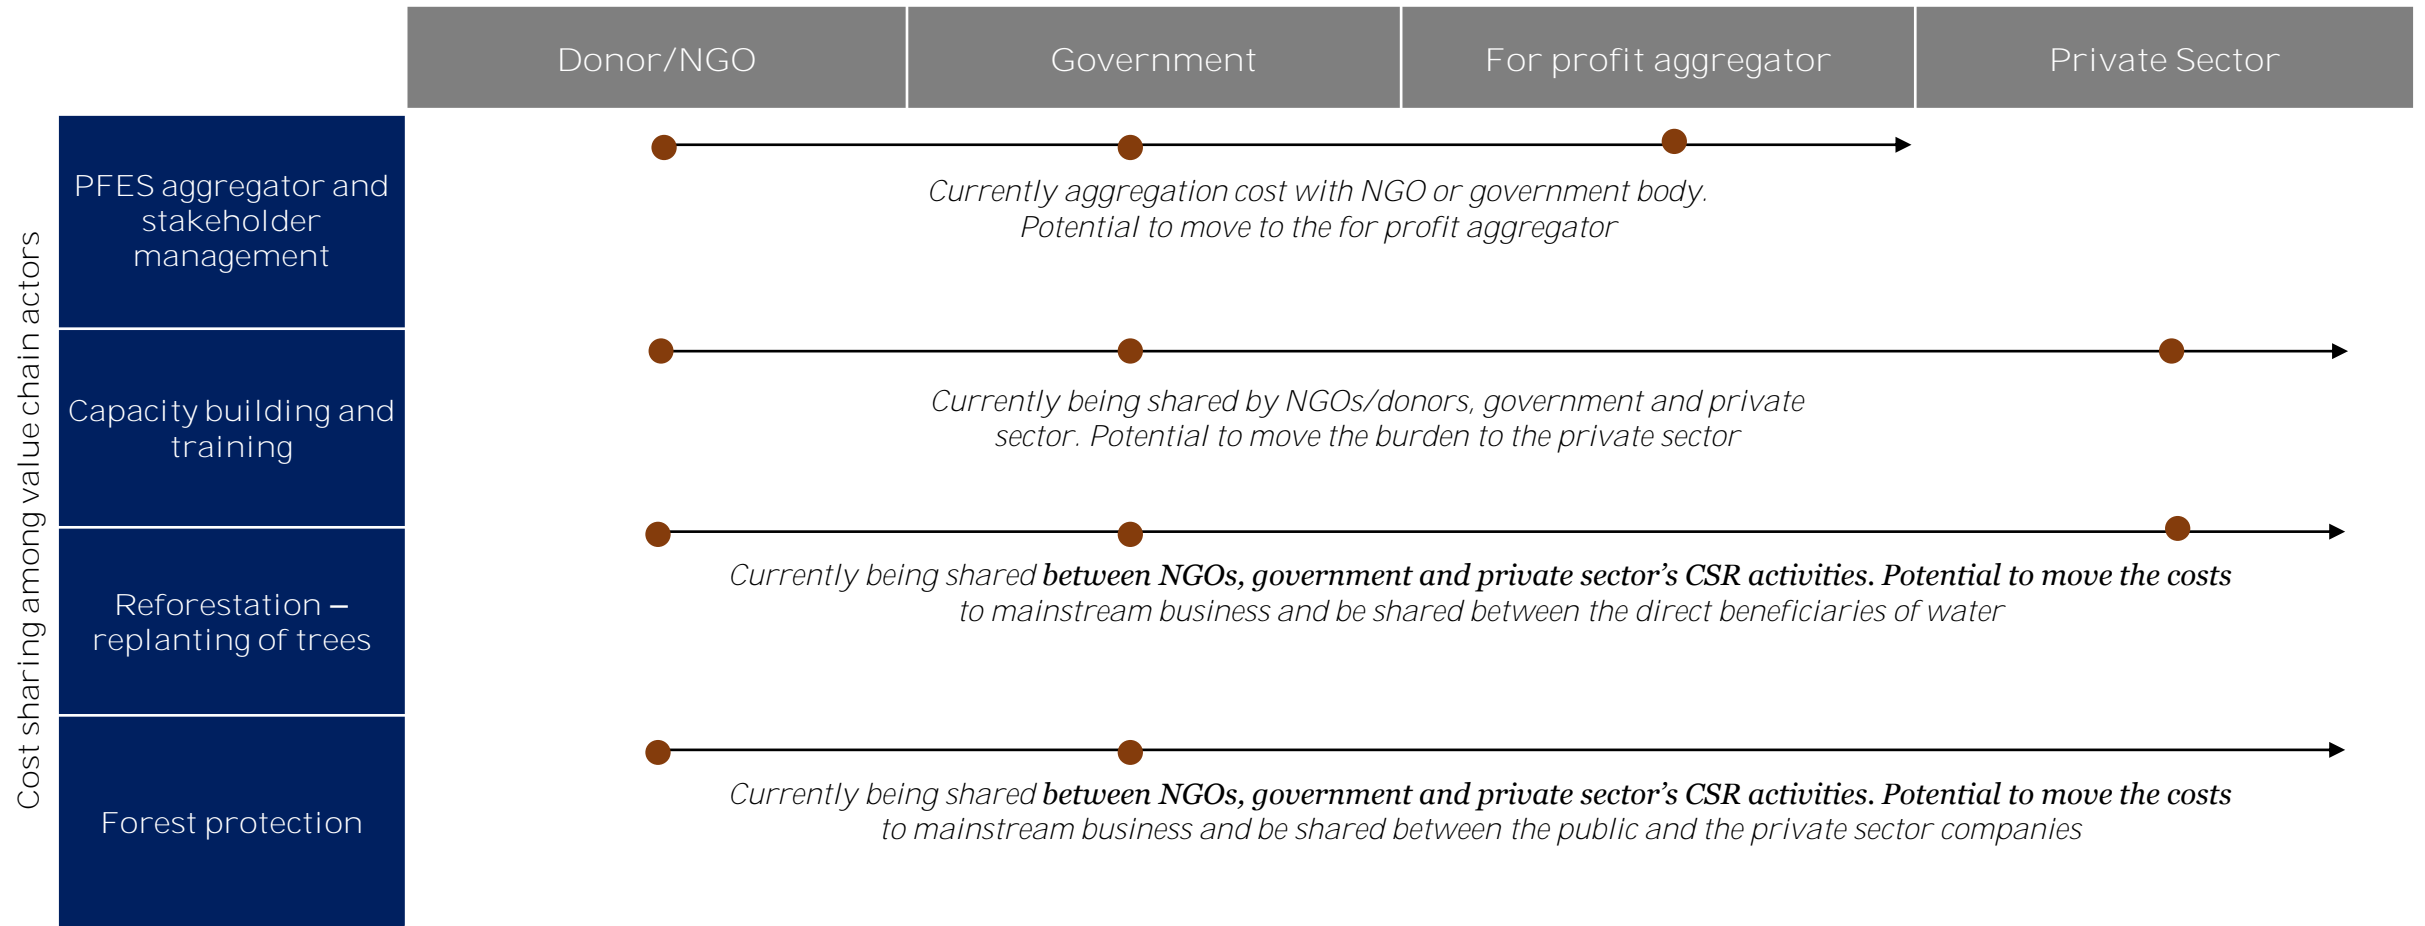 Donor/NGO
Government
For profit aggregator
Private Sector
Cost sharing among value chain actors
PFES aggregator and
stakeholder
management
Currently aggregation cost with NGO or government body.
Potential to move to the for profit aggregator
Capacity building and
training
Currently being shared by NGOs/donors, government and private
sector. Potential to move the burden to the private sector
Reforestation –
replanting of trees
Currently being shared between NGOs, government and private sector’s CSR activities. Potential to move the costs
to mainstream business and be shared between the direct beneficiaries of water
Forest protection
Currently being shared between NGOs, government and private sector’s CSR activities. Potential to move the costs
to mainstream business and be shared between the public and the private sector companies